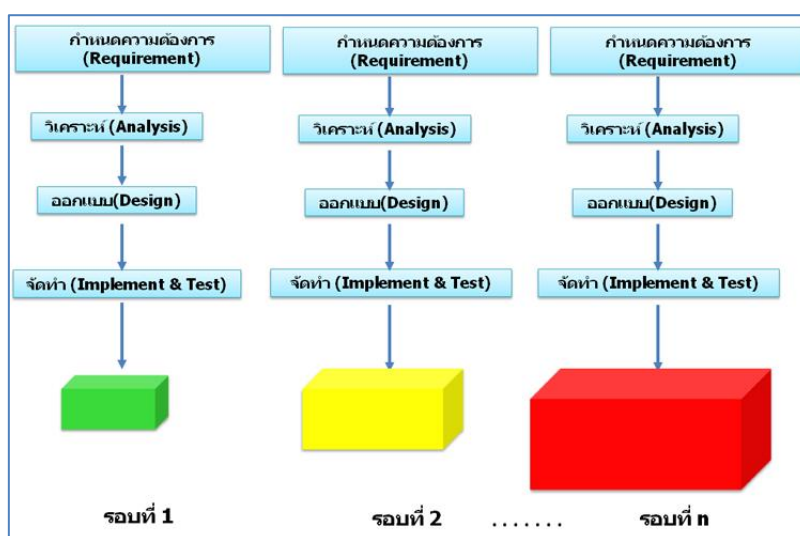 กำหนดความต้องการ
(Requirement)
วิเคราะห์ (Analysis)
ออกแบบ(Design)
จัดทำ (Implement & Test)
รอบที่ 1
กำหนดความต้องการ
(Requirement)
วิเคราะห์ (Analysis)
ออกแบบ(Design)
จัดทำ (Implement & Test)
รอบที่ 2
.......
กำหนดความต้องการ
(Requirement)
วิเคราะห์ (Analysis)
ออกแบบ(Design)
จัดทำ (Implement & Test)
รอบที่ n